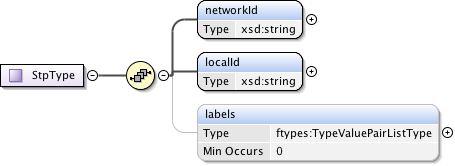 networkId
Type xsd:string
StpType
localId
Type xsd:string
labels
Type ftypes:TypeValuePairListType
Min Occurs 0